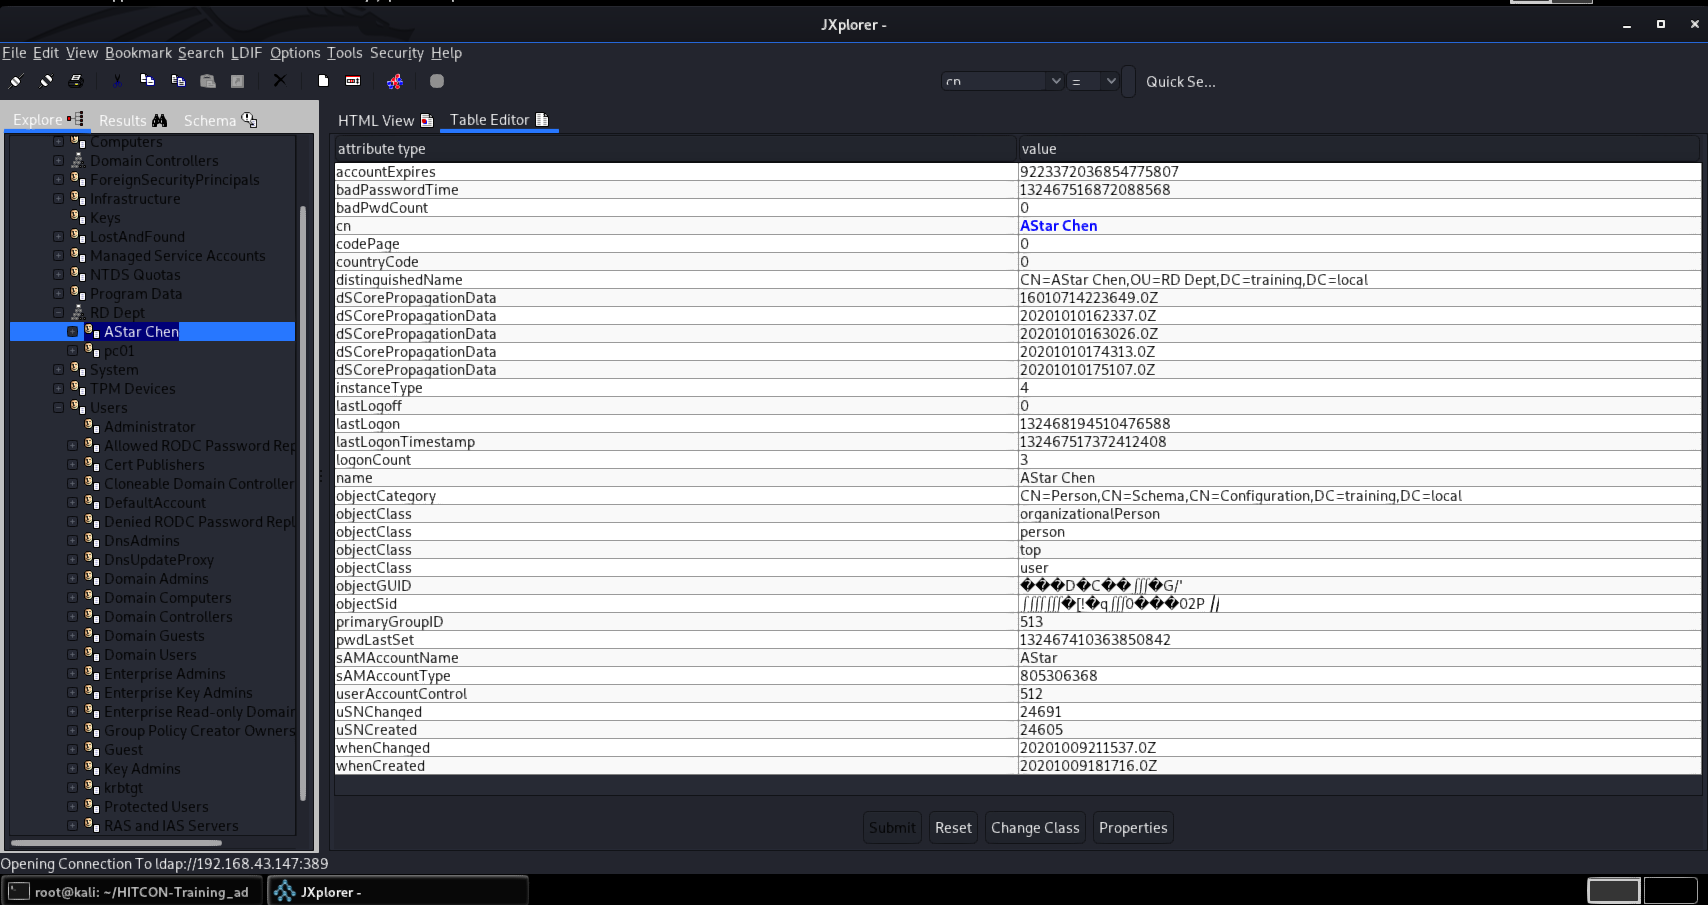 JXplorer -
File Edit View Bookmark Search LDIF Options Tools Security Help
cn = Quick Se...
Explore Results Schema
HTML View Table Editor
Computers
Domain Controllers
ForeignSecurityPrincipals
Infrastructure
Keys
LostAndFound
Managed Service Accounts
NTDS Quotas
Program Data
RD Dept
AStar Chen
pc01
System
TPM Devices
Users
Administrator
Allowed RODC Password Rep
Cert Publishers
Cloneable Domain Controller
DefaultAccount
Denied RODC Password Repl
DnsAdmins
DnsUpdateProxy
Domain Admins
Domain Computers
Domain Controllers
Domain Guests
Domain Users
Enterprise Admins
Enterprise Key Admins
Enterprise Read-only Domain
Group Policy Creator Owners
Guest
Key Admins
krbtgt
Protected Users
RAS and IAS Servers
attribute type value
accountExpires 9223372036854775807
badPasswordTime 132467516872088568
badPwdCount 0
cn AStar Chen
codePage 0
countryCode 0
distinguishedName CN=AStar Chen,OU=RD Dept,DC=training,DC=local
dSCorePropagationData 16010714223649.0Z
dSCorePropagationData 20201010162337.0Z
dSCorePropagationData 20201010163026.0Z
dSCorePropagationData 20201010174313.0Z
dSCorePropagationData 20201010175107.0Z
instanceType 4
lastLogoff 0
lastLogon 132468194510476588
lastLogonTimestamp 132467517372412408
logonCount 3
name AStar Chen
objectCategory CN=Person,CN=Schema,CN=Configuration,DC=training,DC=local
objectClass organizationalPerson
objectClass person
objectClass top
objectClass user
objectGUID
objectSid
primaryGroupID 513
pwdLastSet 132467410363850842
sAMAccountName AStar
sAMAccountType 805306368
userAccountControl 512
uSNChanged 24691
uSNCreated 24605
whenChanged 20201009211537.0Z
whenCreated 20201009181716.0Z
Submit Reset Change Class Properties
Opening Connection To ldap://192.168.43.147:389
root@kali: ~/HITCON-Training_ad JXplorer -